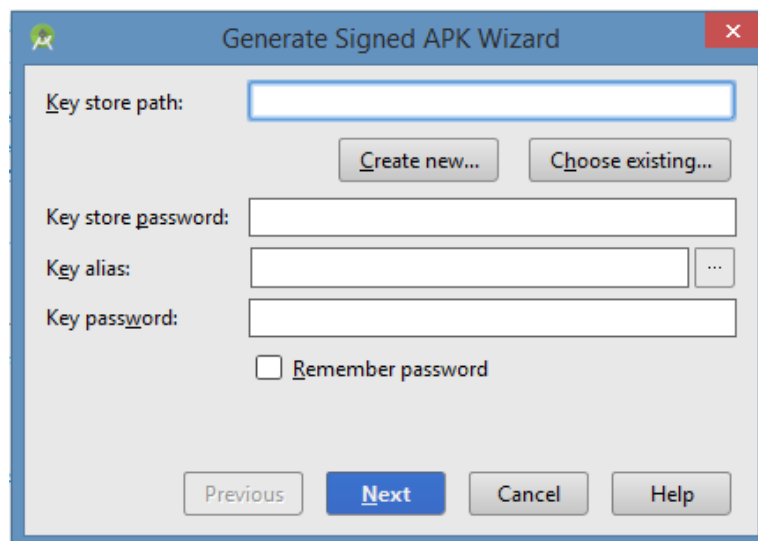 Generate Signed APK Wizard
Key store path:
Create new... Choose existing...
Key store password:
Key alias: ...
Key password:
Remember password
Previous Next Cancel Help